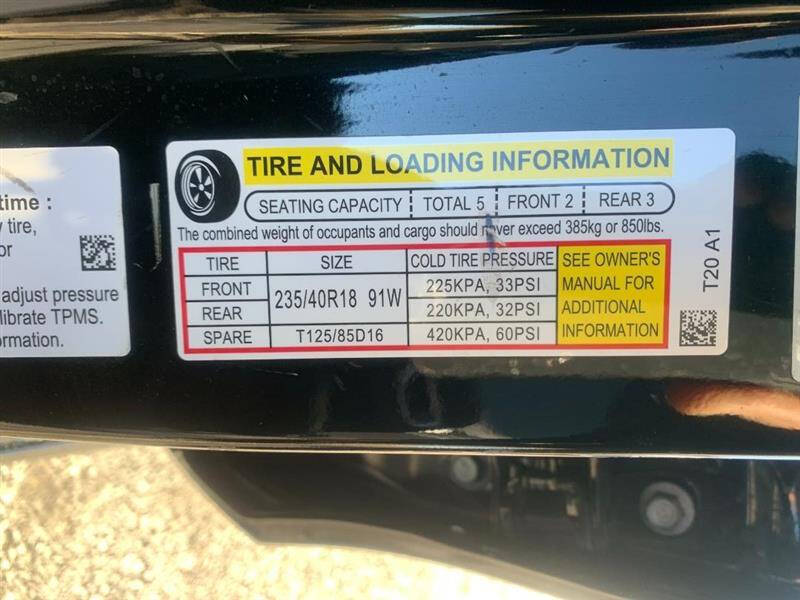 time :
tire,
or
adjust pressure
librate TPMS.
ormation.
TIRE AND LOADING INFORMATION
SEATING CAPACITY TOTAL 5 FRONT 2 REAR 3
The combined weight of occupants and cargo should never exceed 385kg or 850lbs.
TIRE SIZE COLD TIRE PRESSURE SEE OWNER'S
FRONT 235/40R18 91W 225KPA, 33PSI MANUAL FOR
REAR 220KPA, 32PSI ADDITIONAL
SPARE T125/85D16 420KPA, 60PSI INFORMATION
T20 A1